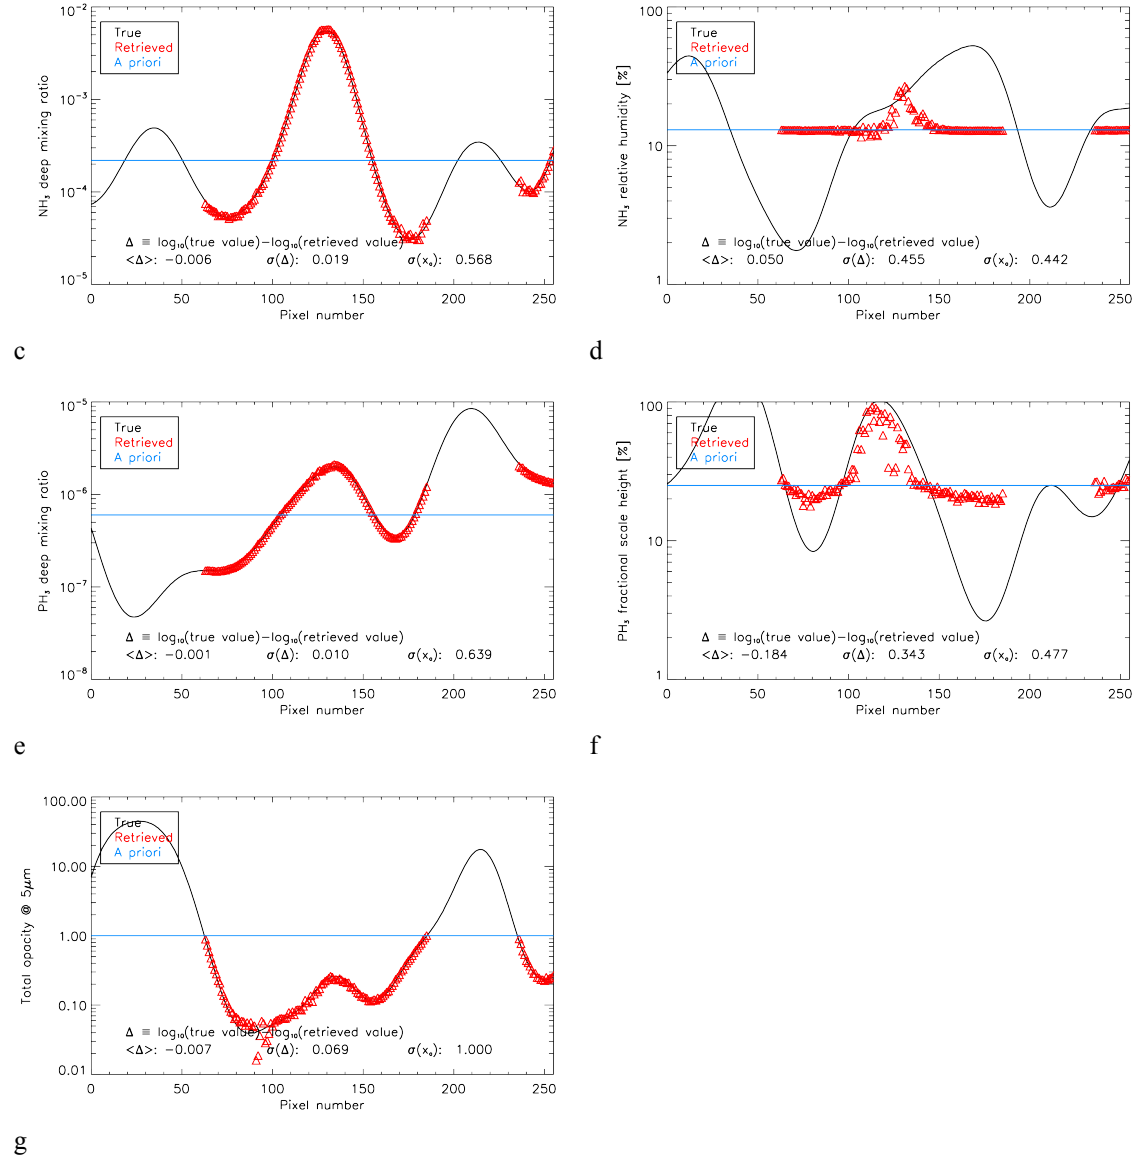 10⁻²
10⁻³
10⁻⁴
10⁻⁵
NH₃ deep mixing ratio
True
Retrieved
A priori
Δ ≡ log₁₀(true value)−log₁₀(retrieved value)
<Δ>: −0.006 σ(Δ): 0.019 σ(xₐ): 0.568
0 50 100 150 200 250
Pixel number
c
100
10
1
NH₃ relative humidity [%]
True
Retrieved
A priori
Δ ≡ log₁₀(true value)−log₁₀(retrieved value)
<Δ>: 0.050 σ(Δ): 0.455 σ(xₐ): 0.442
0 50 100 150 200 250
Pixel number
d
10⁻⁵
10⁻⁶
10⁻⁷
10⁻⁸
PH₃ deep mixing ratio
True
Retrieved
A priori
Δ ≡ log₁₀(true value)−log₁₀(retrieved value)
<Δ>: −0.001 σ(Δ): 0.010 σ(xₐ): 0.639
0 50 100 150 200 250
Pixel number
e
100
10
1
PH₃ fractional scale height [%]
True
Retrieved
A priori
Δ ≡ log₁₀(true value)−log₁₀(retrieved value)
<Δ>: −0.184 σ(Δ): 0.343 σ(xₐ): 0.477
0 50 100 150 200 250
Pixel number
f
100.00
10.00
1.00
0.10
0.01
Total opacity @ 5μm
True
Retrieved
A priori
Δ ≡ log₁₀(true value)−log₁₀(retrieved value)
<Δ>: −0.007 σ(Δ): 0.069 σ(xₐ): 1.000
0 50 100 150 200 250
Pixel number
g